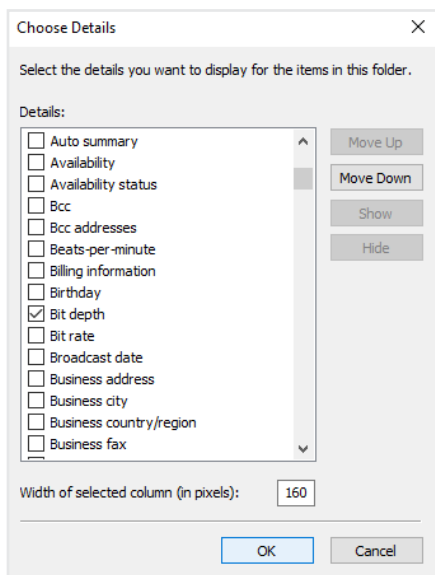 Choose Details
Select the details you want to display for the items in this folder.
Details:
Auto summary
Availability
Availability status
Bcc
Bcc addresses
Beats-per-minute
Billing information
Birthday
Bit depth
Bit rate
Broadcast date
Business address
Business city
Business country/region
Business fax
Move Up
Move Down
Show
Hide
Width of selected column (in pixels): 160
OK Cancel